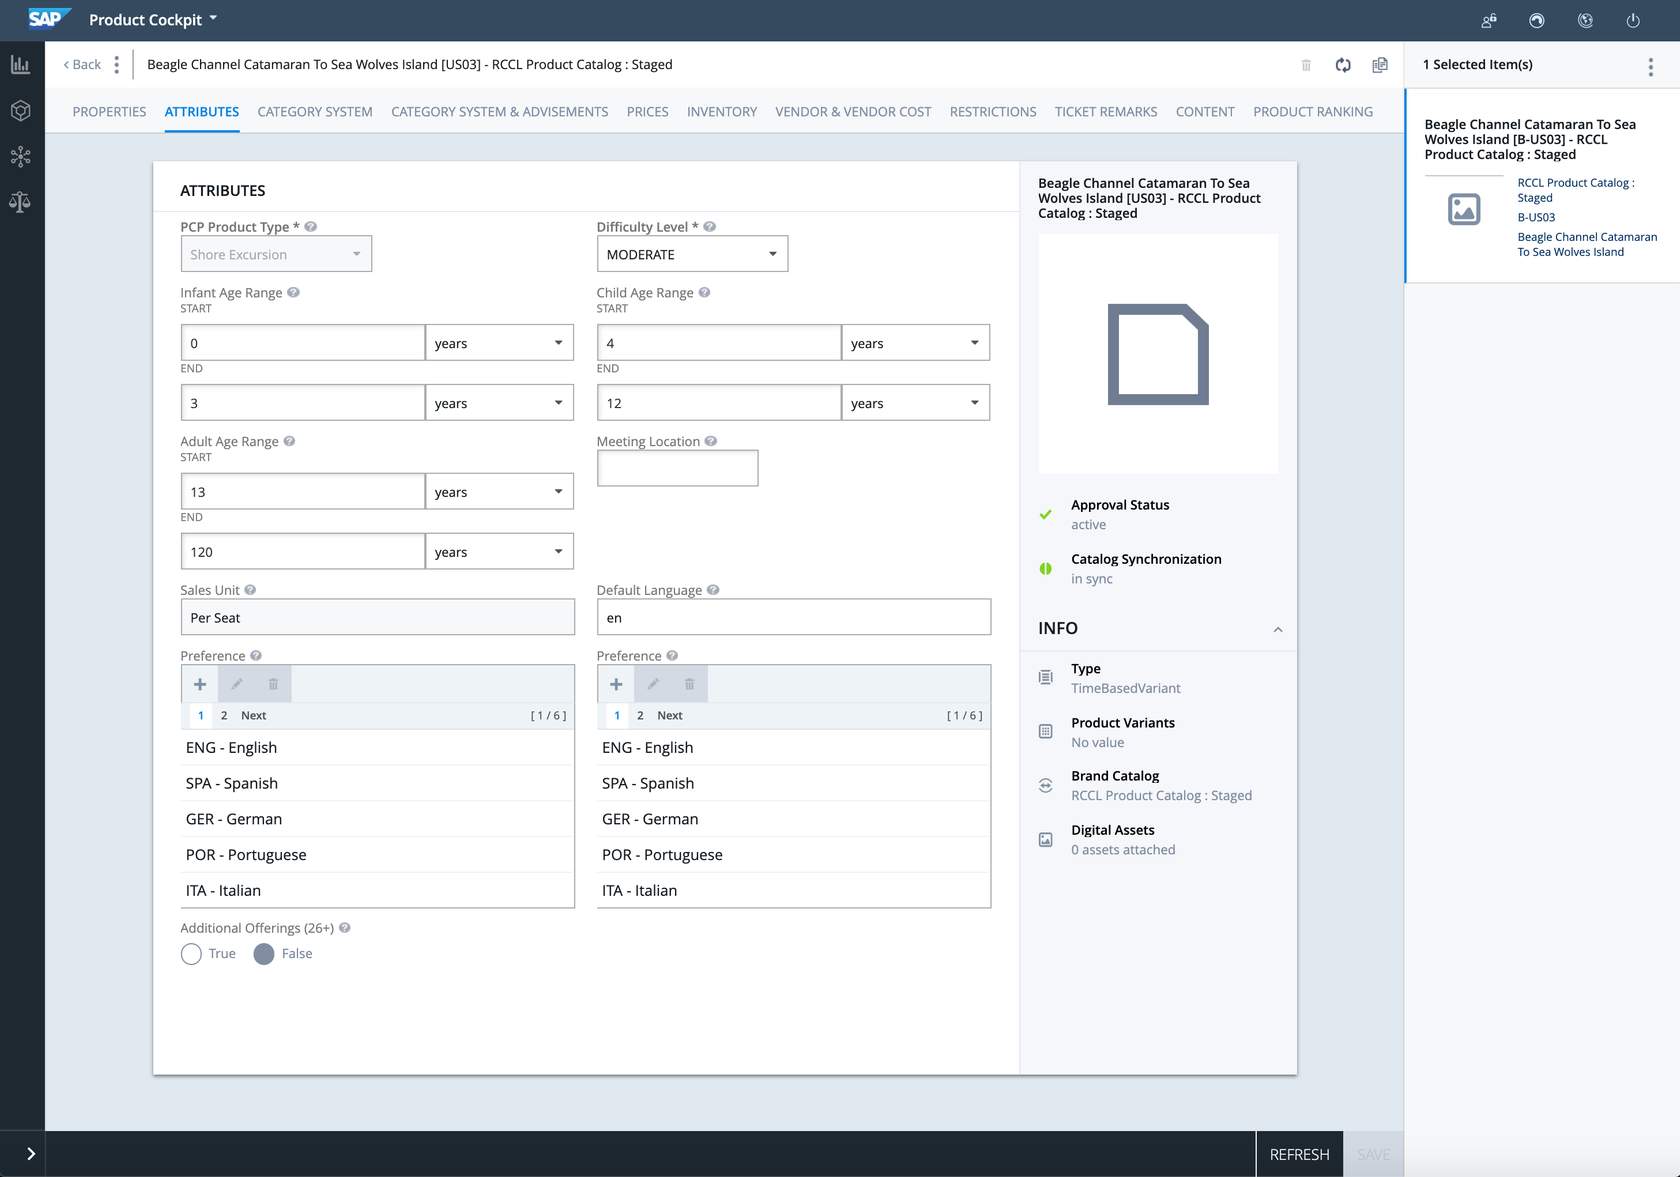 SAP Product Cockpit
Back
Beagle Channel Catamaran To Sea Wolves Island [US03] - RCCL Product Catalog : Staged
PROPERTIES ATTRIBUTES CATEGORY SYSTEM CATEGORY SYSTEM & ADVISEMENTS PRICES INVENTORY VENDOR & VENDOR COST RESTRICTIONS TICKET REMARKS CONTENT PRODUCT RANKING
ATTRIBUTES
PCP Product Type * ?
Shore Excursion
Difficulty Level * ?
MODERATE
Infant Age Range ?
START
0 years
END
3 years
Child Age Range ?
START
4 years
END
12 years
Adult Age Range ?
START
13 years
END
120 years
Meeting Location ?
Sales Unit ?
Per Seat
Default Language ?
en
Preference ?
1 2 Next [ 1 / 6 ]
ENG - English
SPA - Spanish
GER - German
POR - Portuguese
ITA - Italian
Preference ?
1 2 Next [ 1 / 6 ]
ENG - English
SPA - Spanish
GER - German
POR - Portuguese
ITA - Italian
Additional Offerings (26+) ?
True False
Beagle Channel Catamaran To Sea
Wolves Island [US03] - RCCL Product
Catalog : Staged
Approval Status
active
Catalog Synchronization
in sync
INFO
Type
TimeBasedVariant
Product Variants
No value
Brand Catalog
RCCL Product Catalog : Staged
Digital Assets
0 assets attached
1 Selected Item(s)
Beagle Channel Catamaran To Sea
Wolves Island [B-US03] - RCCL
Product Catalog : Staged
RCCL Product Catalog :
Staged
B-US03
Beagle Channel Catamaran
To Sea Wolves Island
REFRESH SAVE